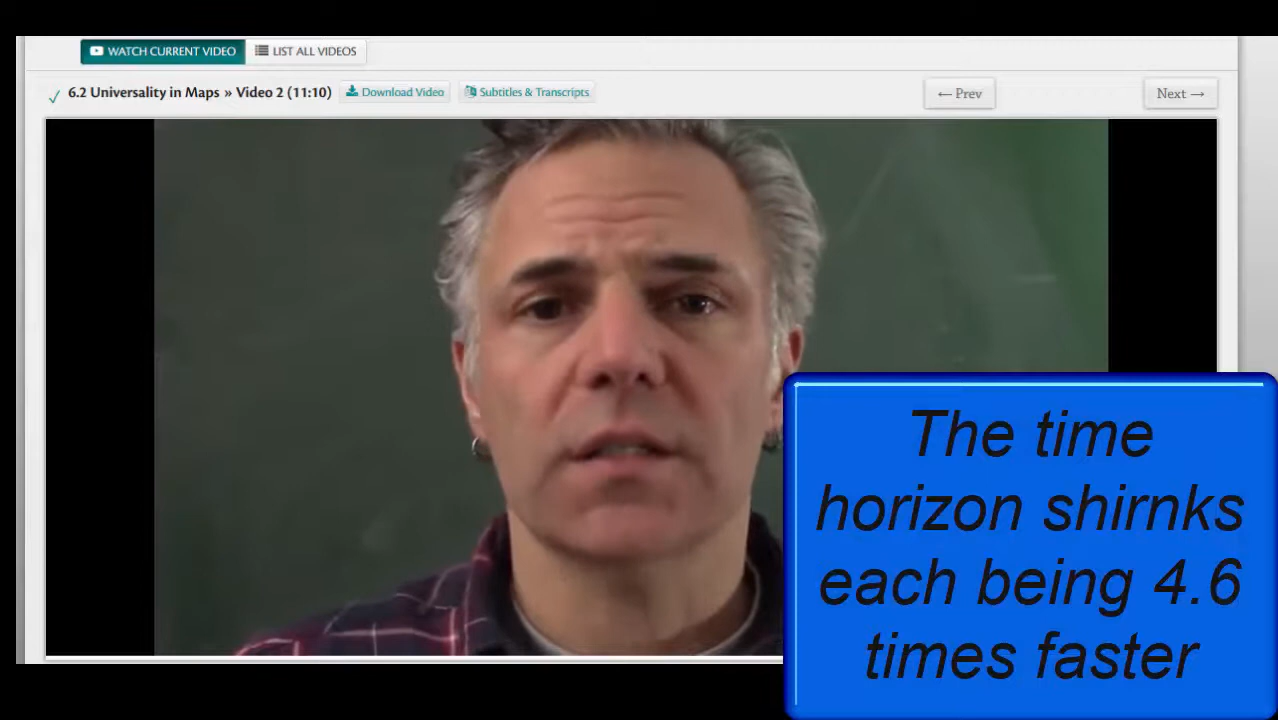 WATCH CURRENT VIDEO LIST ALL VIDEOS
6.2 Universality in Maps » Video 2 (11:10) Download Video Subtitles & Transcripts ← Prev Next →
The time
horizon shirnks
each being 4.6
times faster